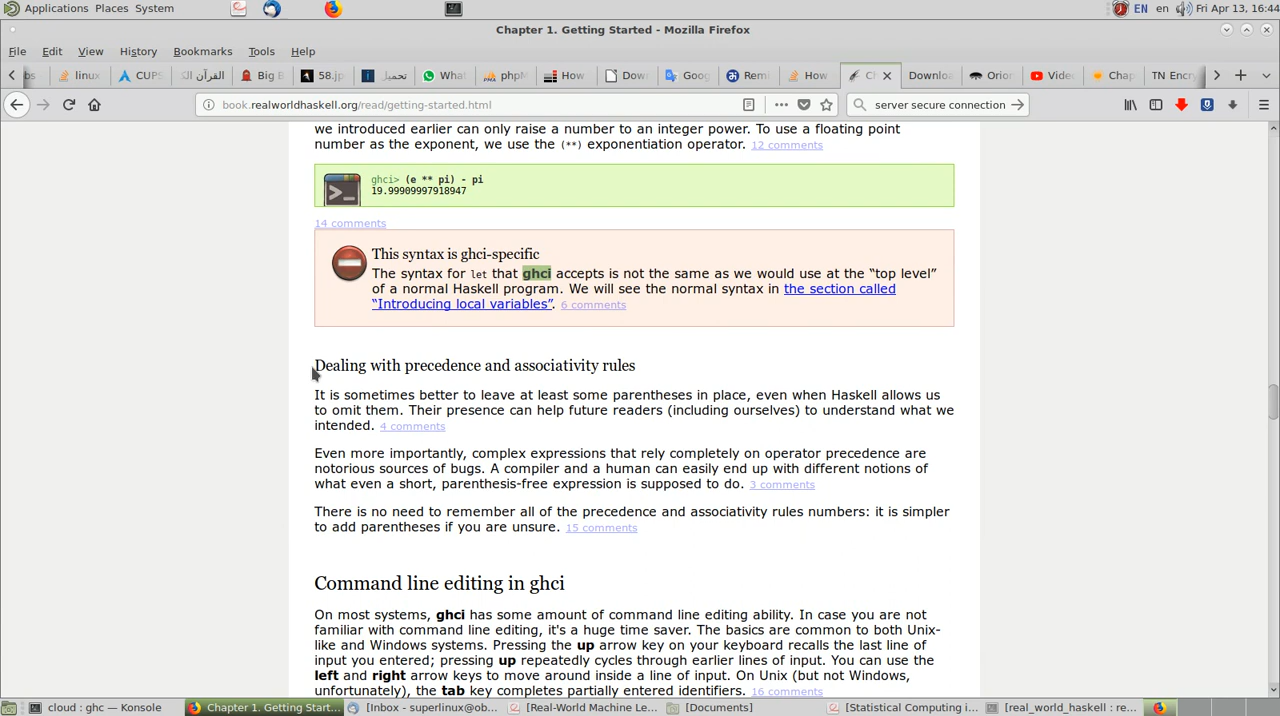 Applications Places System
EN en Fri Apr 13, 16:44
Chapter 1. Getting Started - Mozilla Firefox
File Edit View History Bookmarks Tools Help
bs linux CUPS القرآن الك Big B 58.jp تحميل What phpM How Dow Goog Remi How Ch Downloa Orion Video Chap TN Encry
book.realworldhaskell.org/read/getting-started.html
server secure connection
we introduced earlier can only raise a number to an integer power. To use a floating point
number as the exponent, we use the (**) exponentiation operator. 12 comments
ghci> (e ** pi) - pi
19.99909997918947
14 comments
This syntax is ghci-specific
The syntax for let that ghci accepts is not the same as we would use at the “top level”
of a normal Haskell program. We will see the normal syntax in the section called
“Introducing local variables”. 6 comments
Dealing with precedence and associativity rules
It is sometimes better to leave at least some parentheses in place, even when Haskell allows us
to omit them. Their presence can help future readers (including ourselves) to understand what we
intended. 4 comments
Even more importantly, complex expressions that rely completely on operator precedence are
notorious sources of bugs. A compiler and a human can easily end up with different notions of
what even a short, parenthesis-free expression is supposed to do. 3 comments
There is no need to remember all of the precedence and associativity rules numbers: it is simpler
to add parentheses if you are unsure. 15 comments
Command line editing in ghci
On most systems, ghci has some amount of command line editing ability. In case you are not
familiar with command line editing, it's a huge time saver. The basics are common to both Unix-
like and Windows systems. Pressing the up arrow key on your keyboard recalls the last line of
input you entered; pressing up repeatedly cycles through earlier lines of input. You can use the
left and right arrow keys to move around inside a line of input. On Unix (but not Windows,
unfortunately), the tab key completes partially entered identifiers. 16 comments
cloud : ghc — Konsole Chapter 1. Getting Start... [Inbox - superlinux@ob... [Real-World Machine Le... [Documents] [Statistical Computing i... [real_world_haskell : re...